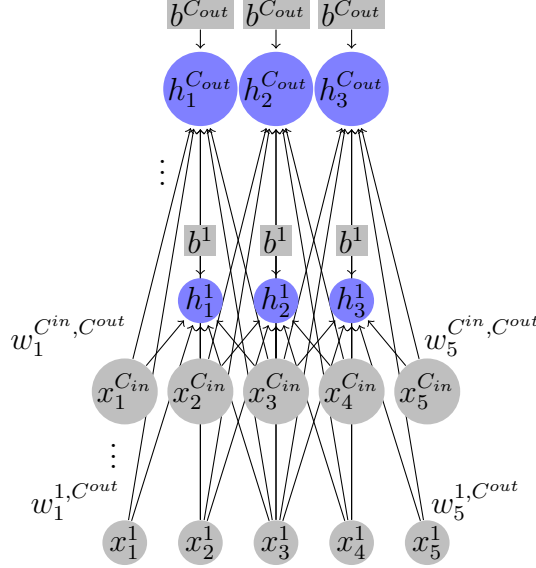 b^{C_{out}} b^{C_{out}} b^{C_{out}}
h_1^{C_{out}} h_2^{C_{out}} h_3^{C_{out}}
⋮
b^1 b^1 b^1
h_1^1 h_2^1 h_3^1
w_1^{C^{in},C^{out}} w_5^{C^{in},C^{out}}
x_1^{C_{in}} x_2^{C_{in}} x_3^{C_{in}} x_4^{C_{in}} x_5^{C_{in}}
⋮
w_1^{1,C^{out}} w_5^{1,C^{out}}
x_1^1 x_2^1 x_3^1 x_4^1 x_5^1